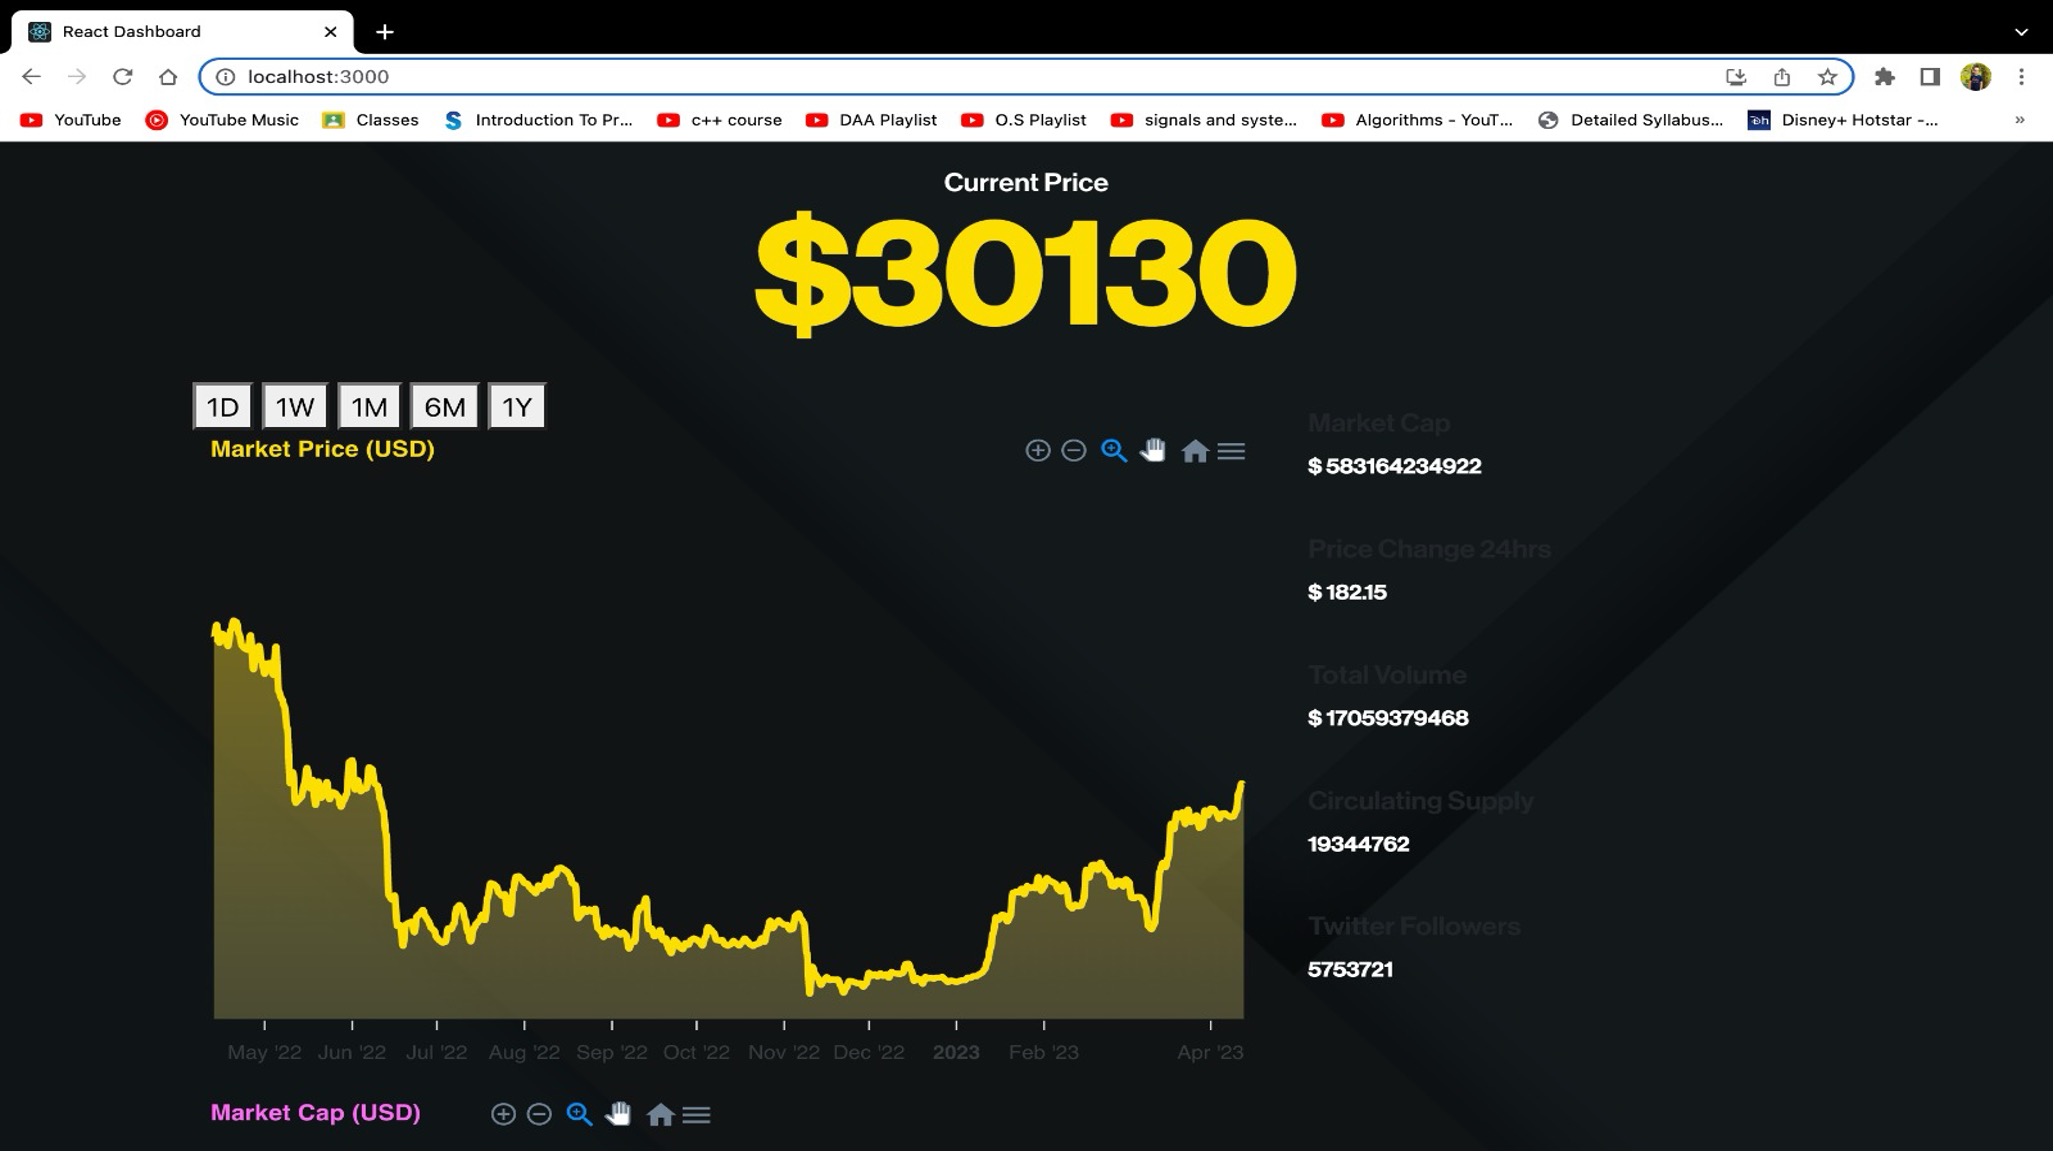 React Dashboard
localhost:3000
YouTube YouTube Music Classes Introduction To Pr... c++ course DAA Playlist O.S Playlist signals and syste... Algorithms - YouT... Detailed Syllabus... Disney+ Hotstar -... »
Current Price
$30130
1D 1W 1M 6M 1Y
Market Price (USD)
Market Cap
$ 583164234922
Price Change 24hrs
$ 182.15
Total Volume
$ 17059379468
Circulating Supply
19344762
Twitter Followers
5753721
May '22 Jun '22 Jul '22 Aug '22 Sep '22 Oct '22 Nov '22 Dec '22 2023 Feb '23 Apr '23
Market Cap (USD)